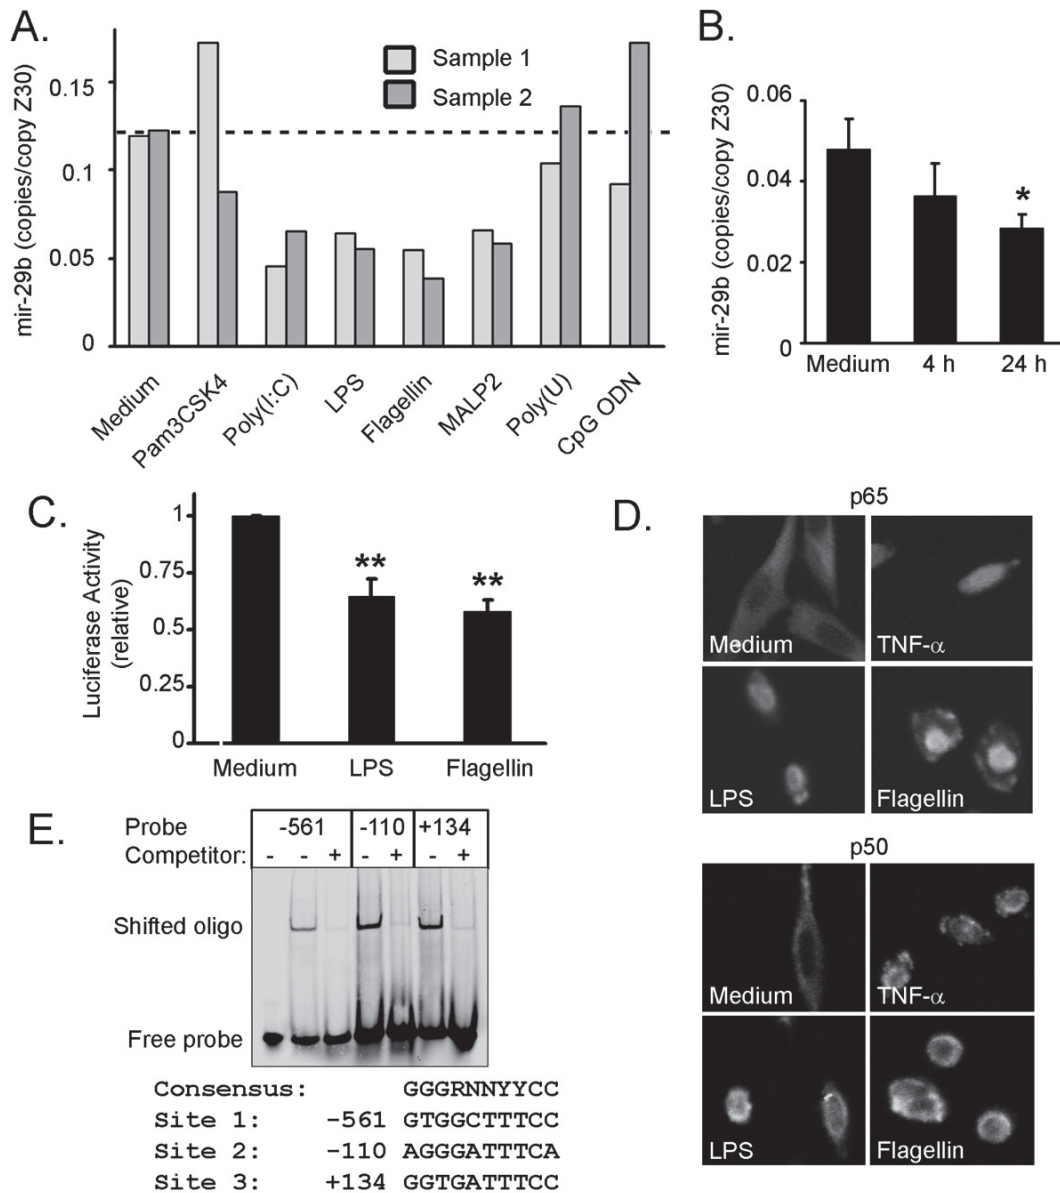 A.
mir-29b (copies/copy Z30)
0.15
0.1
0.05
0
Sample 1
Sample 2
Medium
Pam3CSK4
Poly(I:C)
LPS
Flagellin
MALP2
Poly(U)
CpG ODN
B.
mir-29b (copies/copy Z30)
0.06
0.04
0.02
0
*
Medium 4 h 24 h
C.
Luciferase Activity
(relative)
1
0.75
0.5
0.25
0
**
**
Medium LPS Flagellin
D.
p65
Medium TNF-α
LPS Flagellin
p50
Medium TNF-α
LPS Flagellin
E.
Probe -561 -110 +134
Competitor: - - + - + - +
Shifted oligo
Free probe
Consensus: GGGRNNYYCC
Site 1: -561 GTGGCTTTCC
Site 2: -110 AGGGATTTCA
Site 3: +134 GGTGATTTCC